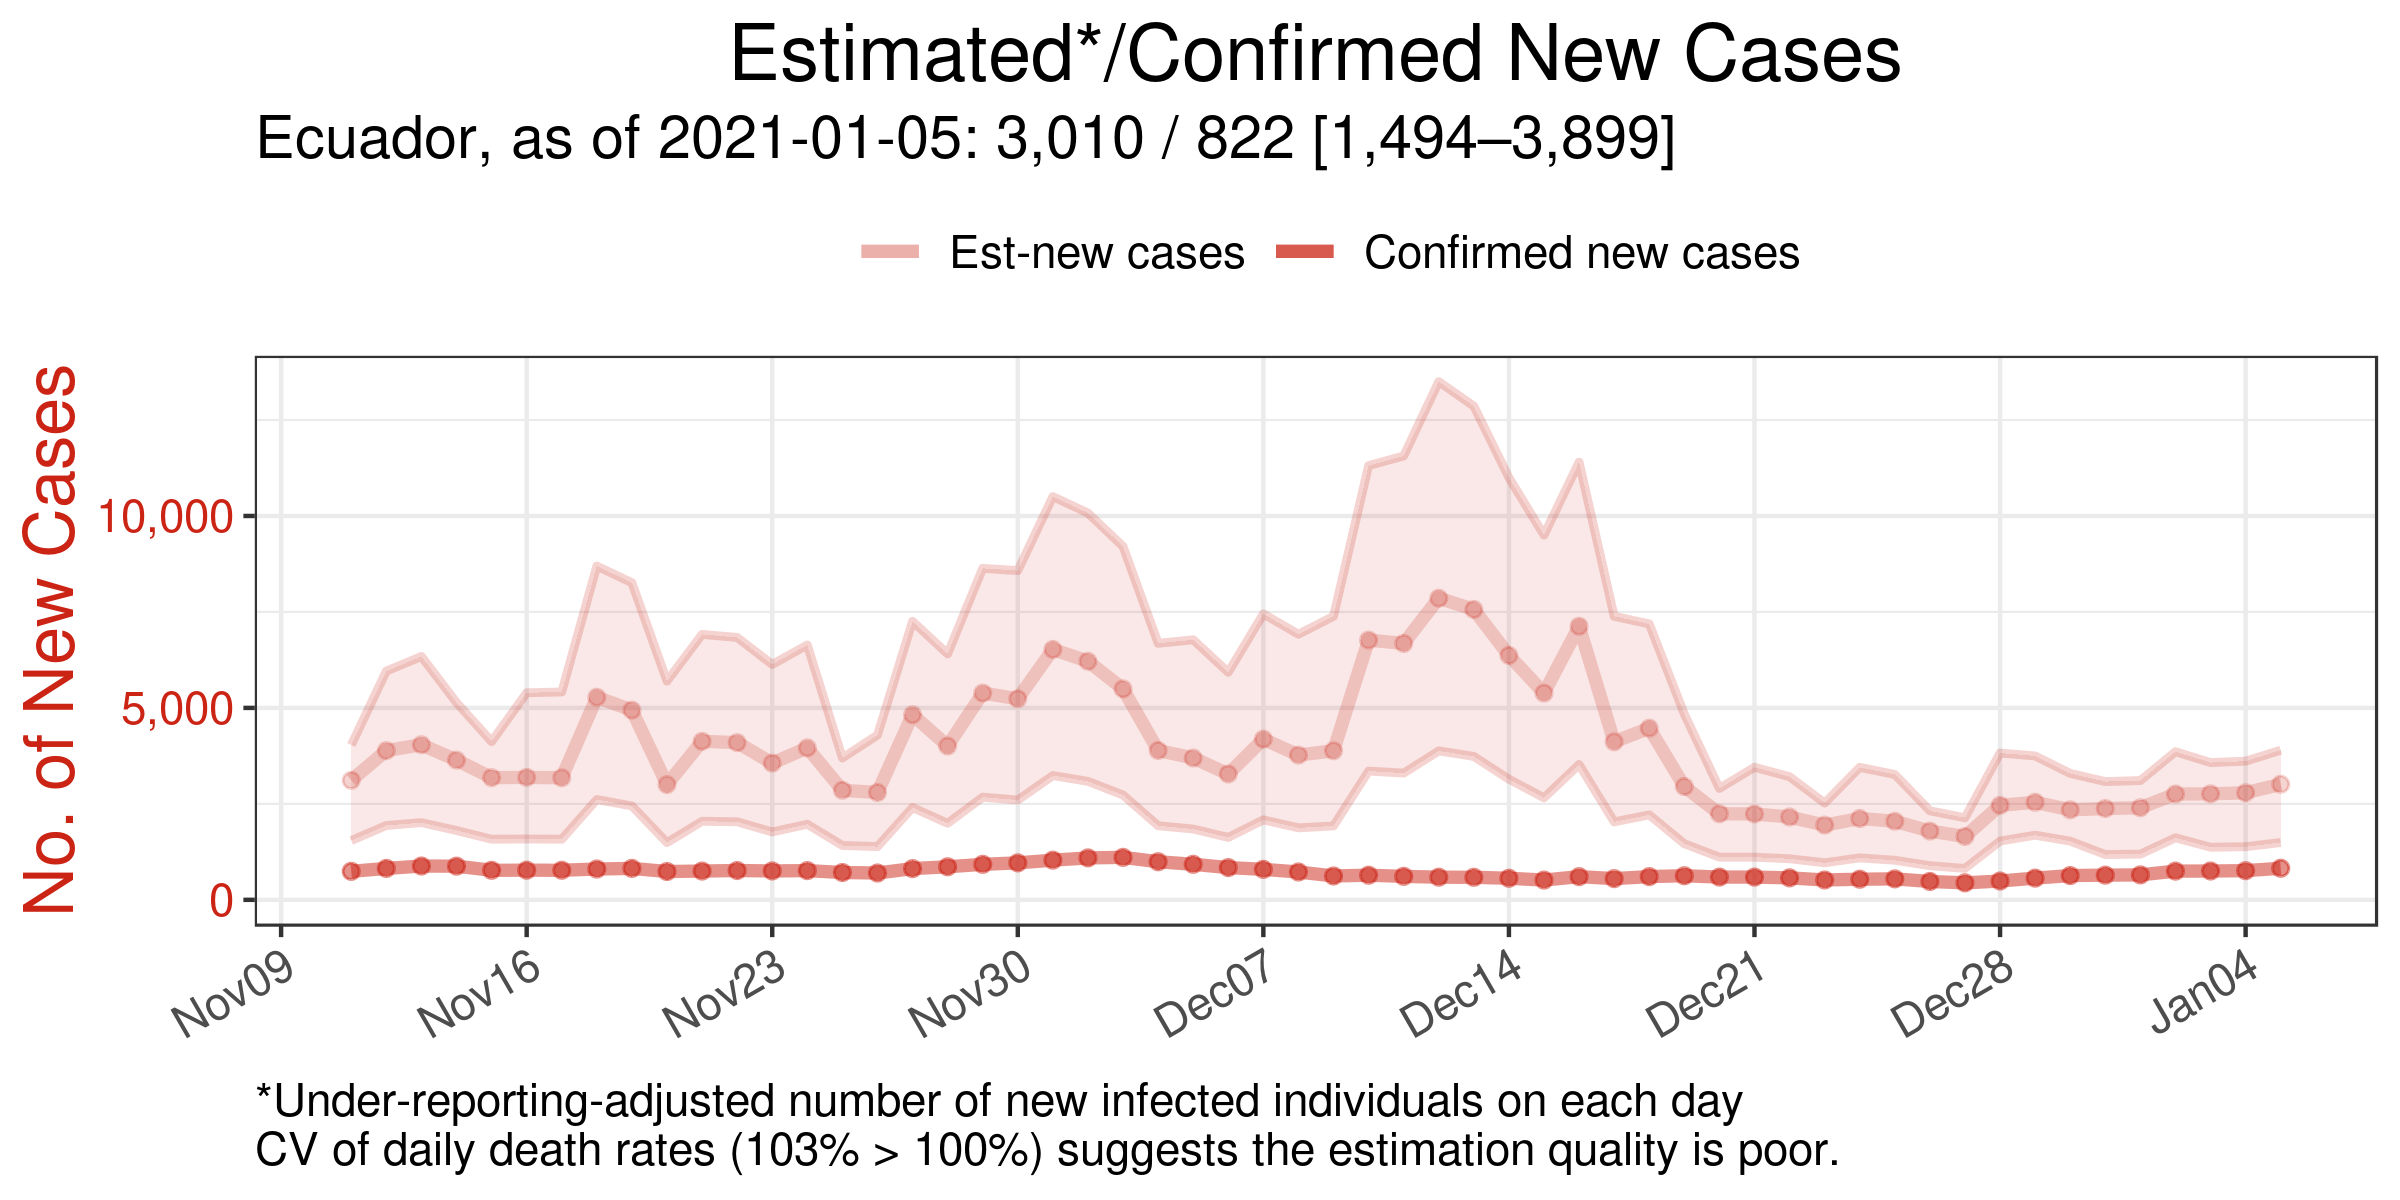 Estimated*/Confirmed New Cases
Ecuador, as of 2021-01-05: 3,010 / 822 [1,494–3,899]
Est-new cases Confirmed new cases
No. of New Cases
10,000
5,000
0
Nov09 Nov16 Nov23 Nov30 Dec07 Dec14 Dec21 Dec28 Jan04
*Under-reporting-adjusted number of new infected individuals on each day
CV of daily death rates (103% > 100%) suggests the estimation quality is poor.